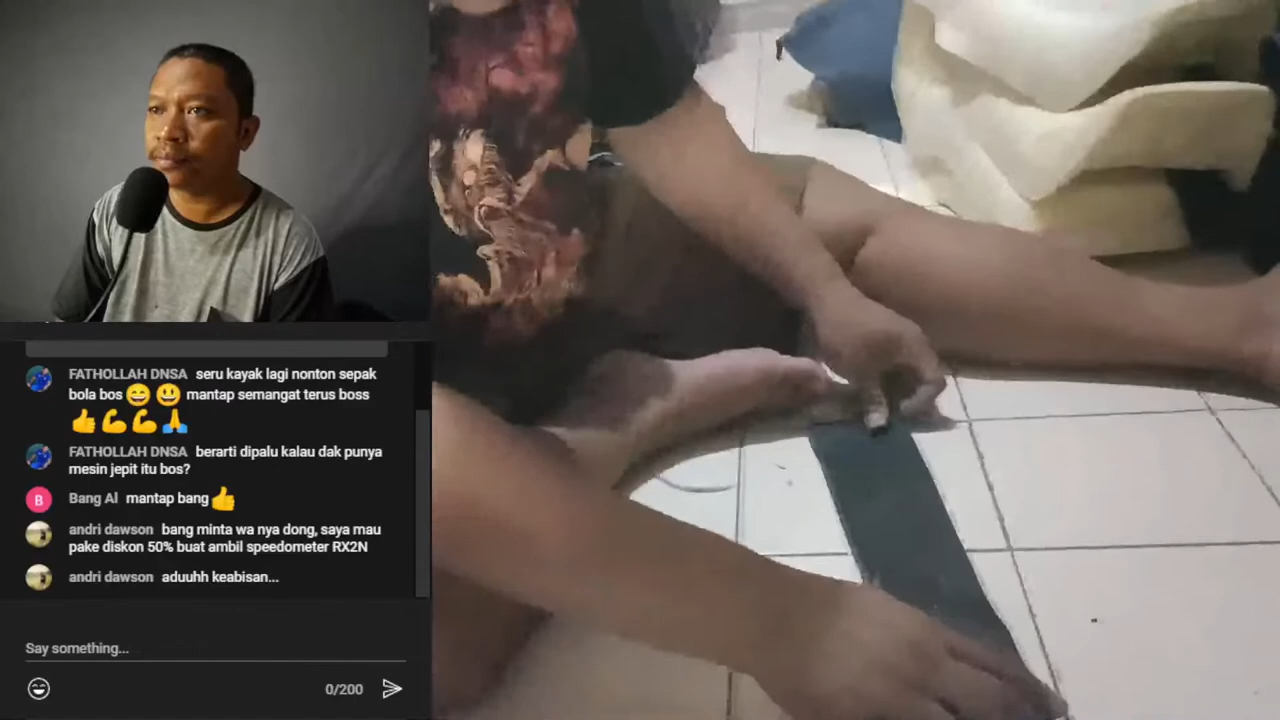 FATHOLLAH DNSA seru kayak lagi nonton sepak
bola bos😄😃 mantap semangat terus boss
👍💪💪🙏
FATHOLLAH DNSA berarti dipalu kalau dak punya
mesin jepit itu bos?
B Bang Al mantap bang👍
andri dawson bang minta wa nya dong, saya mau
pake diskon 50% buat ambil speedometer RX2N
andri dawson aduuhh keabisan...
Say something...
0/200